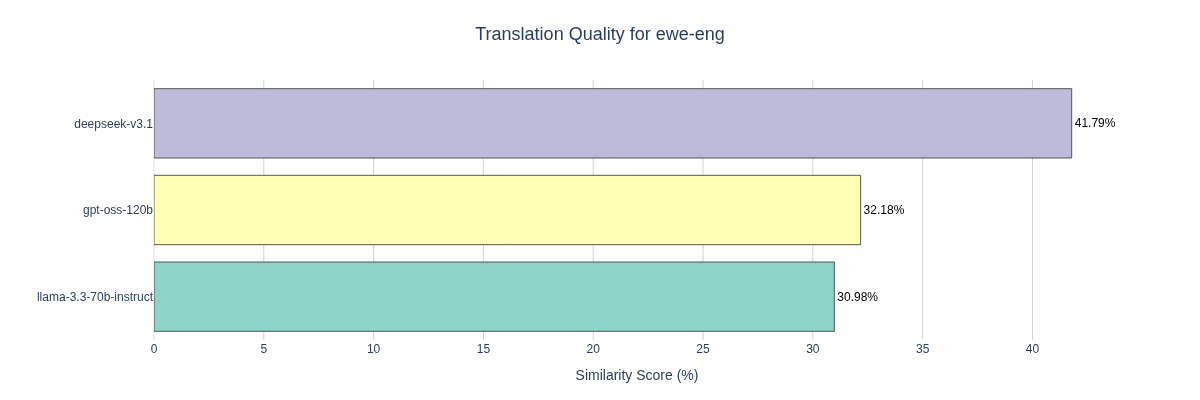 Translation Quality for ewe-eng
deepseek-v3.1
41.79%
gpt-oss-120b
32.18%
llama-3.3-70b-instruct
30.98%
0 5 10 15 20 25 30 35 40
Similarity Score (%)